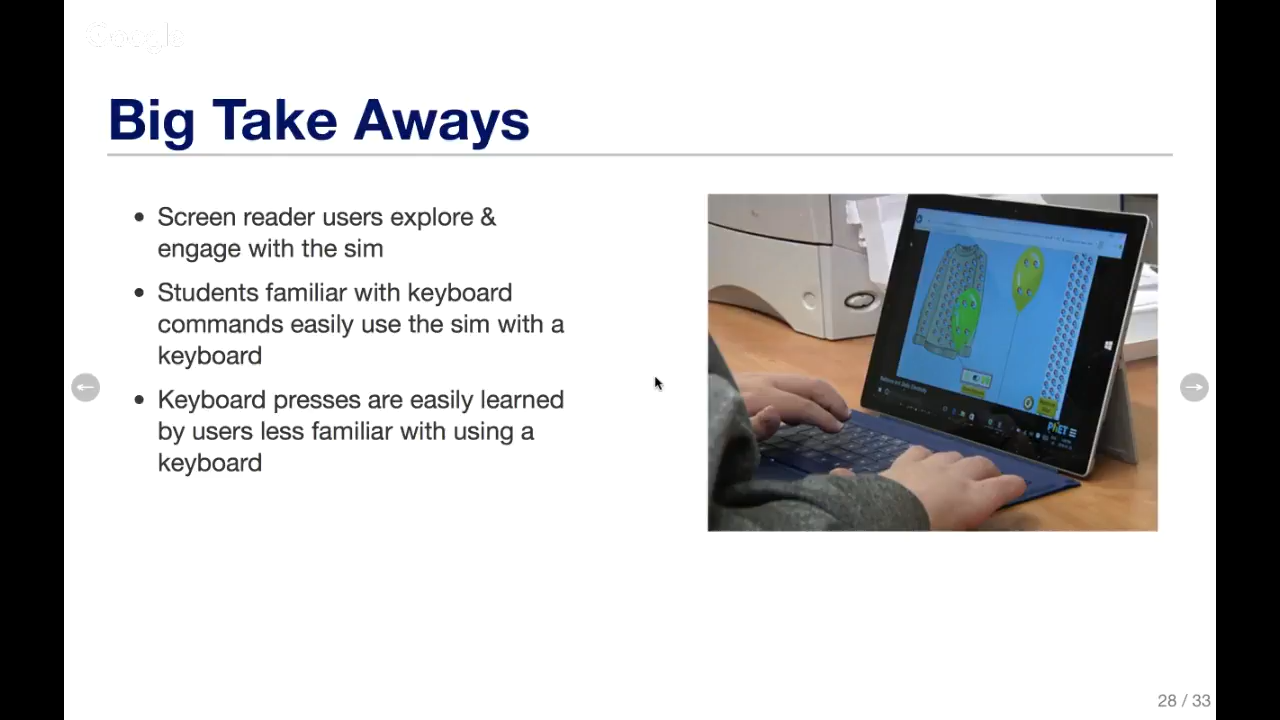 Google
Big Take Aways
• Screen reader users explore &
engage with the sim
• Students familiar with keyboard
commands easily use the sim with a
keyboard
• Keyboard presses are easily learned
by users less familiar with using a
keyboard
PhET
28 / 33